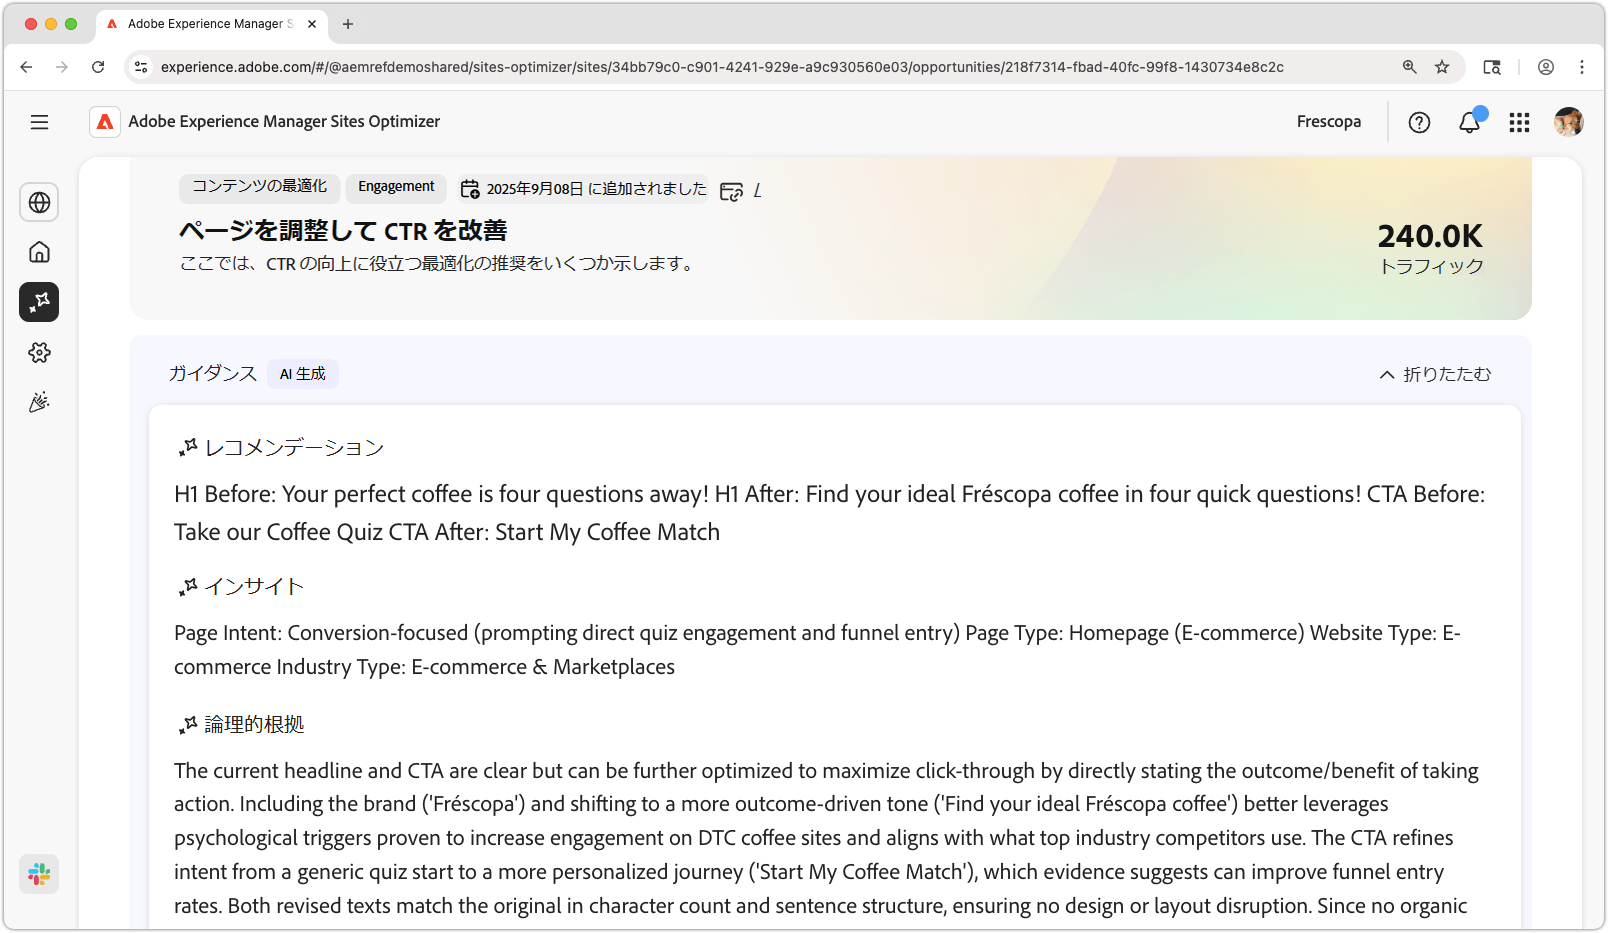 Adobe Experience Manager S
experience.adobe.com/#/@aemrefdemoshared/sites-optimizer/sites/34bb79c0-c901-4241-929e-a9c930560e03/opportunities/218f7314-fbad-40fc-99f8-1430734e8c2c
Adobe Experience Manager Sites Optimizer
Frescopa
コンテンツの最適化 Engagement 2025年9月08日 に追加されました /
ページを調整して CTR を改善
ここでは、CTR の向上に役立つ最適化の推奨をいくつか示します。
240.0K
トラフィック
ガイダンス AI 生成
折りたたむ
レコメンデーション
H1 Before: Your perfect coffee is four questions away! H1 After: Find your ideal Fréscopa coffee in four quick questions! CTA Before:
Take our Coffee Quiz CTA After: Start My Coffee Match
インサイト
Page Intent: Conversion-focused (prompting direct quiz engagement and funnel entry) Page Type: Homepage (E-commerce) Website Type: E-
commerce Industry Type: E-commerce & Marketplaces
論理的根拠
The current headline and CTA are clear but can be further optimized to maximize click-through by directly stating the outcome/benefit of taking
action. Including the brand ('Fréscopa') and shifting to a more outcome-driven tone ('Find your ideal Fréscopa coffee') better leverages
psychological triggers proven to increase engagement on DTC coffee sites and aligns with what top industry competitors use. The CTA refines
intent from a generic quiz start to a more personalized journey ('Start My Coffee Match'), which evidence suggests can improve funnel entry
rates. Both revised texts match the original in character count and sentence structure, ensuring no design or layout disruption. Since no organic